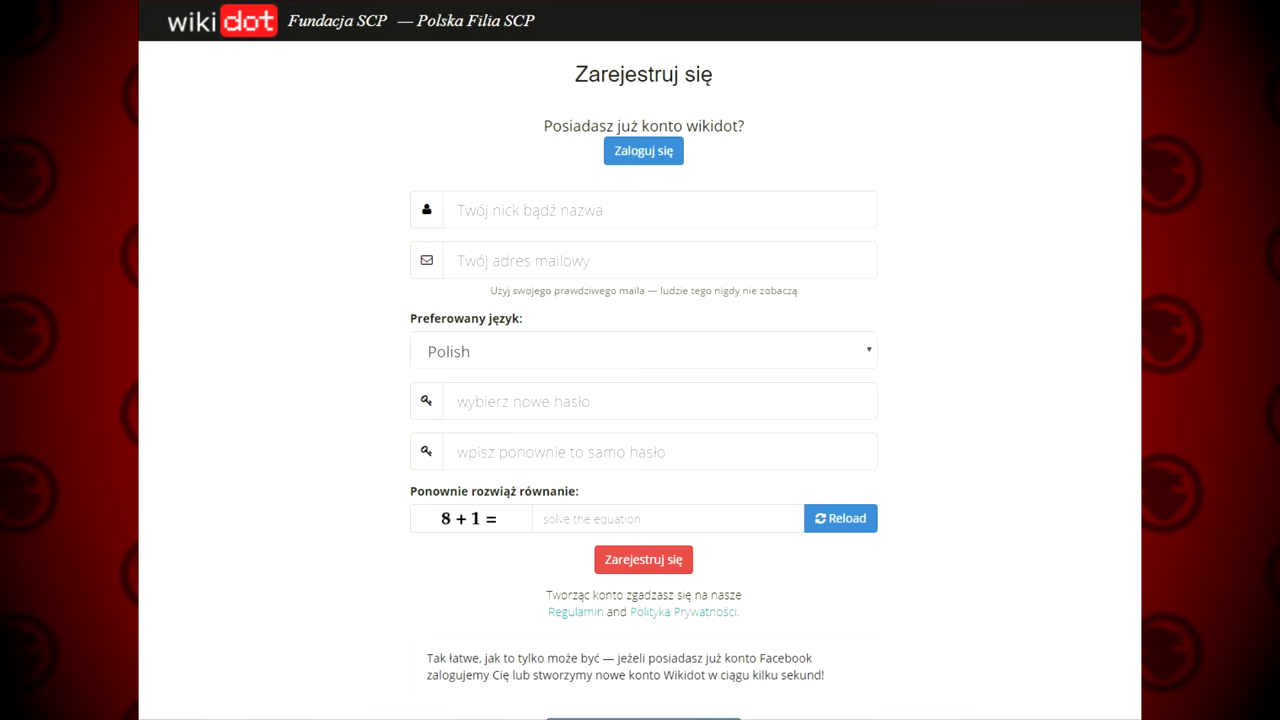 wikidot Fundacja SCP — Polska Filia SCP
Zarejestruj się
Posiadasz już konto wikidot?
Zaloguj się
Twój nick bądź nazwa
Twój adres mailowy
Użyj swojego prawdziwego maila — ludzie tego nigdy nie zobaczą
Preferowany język:
Polish
wybierz nowe hasło
wpisz ponownie to samo hasło
Ponownie rozwiąż równanie:
8 + 1 = solve the equation Reload
Zarejestruj się
Tworząc konto zgadzasz się na nasze
Regulamin and Polityka Prywatności.
Tak łatwe, jak to tylko może być — jeżeli posiadasz już konto Facebook
zalogujemy Cię lub stworzymy nowe konto Wikidot w ciągu kilku sekund!